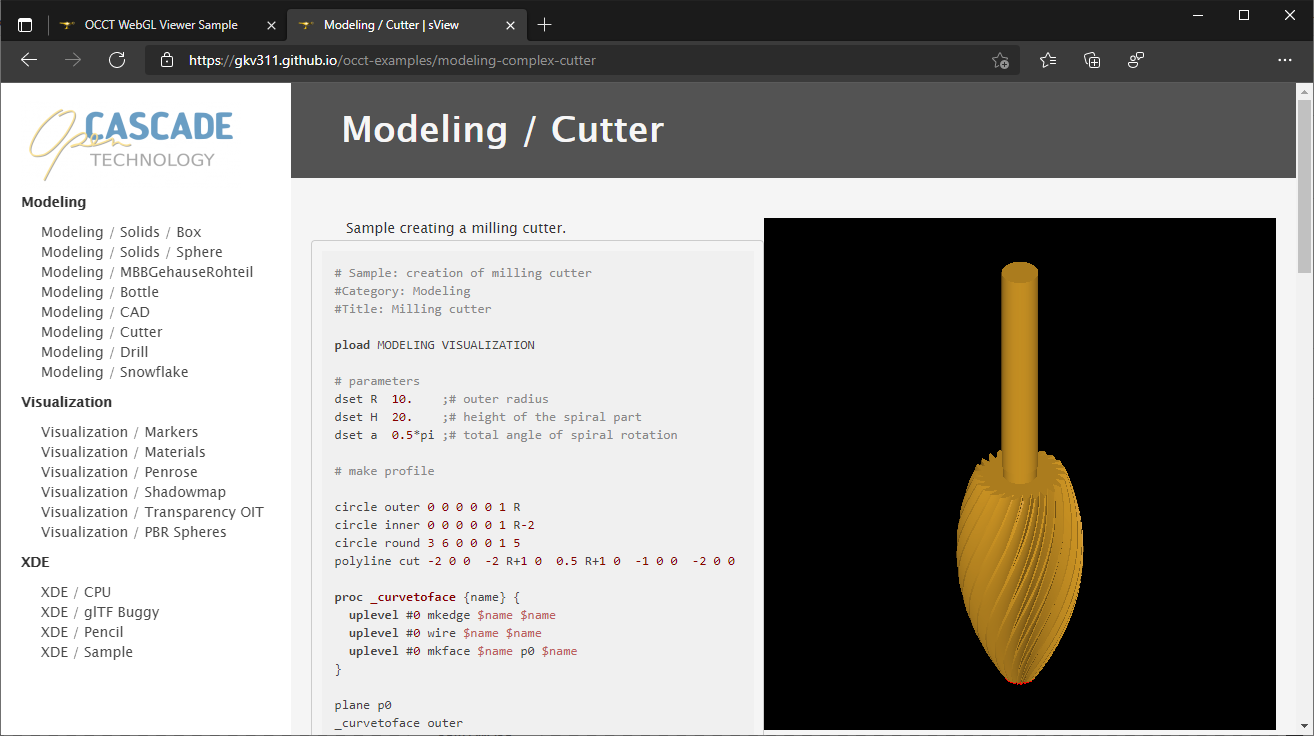 OCCT WebGL Viewer Sample
Modeling / Cutter | sView
https://gkv311.github.io/occt-examples/modeling-complex-cutter
Open CASCADE
TECHNOLOGY
Modeling
Modeling / Solids / Box
Modeling / Solids / Sphere
Modeling / MBBGehauseRohteil
Modeling / Bottle
Modeling / CAD
Modeling / Cutter
Modeling / Drill
Modeling / Snowflake
Visualization
Visualization / Markers
Visualization / Materials
Visualization / Penrose
Visualization / Shadowmap
Visualization / Transparency OIT
Visualization / PBR Spheres
XDE
XDE / CPU
XDE / glTF Buggy
XDE / Pencil
XDE / Sample
Modeling / Cutter
Sample creating a milling cutter.
# Sample: creation of milling cutter
#Category: Modeling
#Title: Milling cutter
pload MODELING VISUALIZATION
# parameters
dset R  10.    ;# outer radius
dset H  20.    ;# height of the spiral part
dset a  0.5*pi ;# total angle of spiral rotation
# make profile
circle outer 0 0 0 0 0 1 R
circle inner 0 0 0 0 0 1 R-2
circle round 3 6 0 0 0 1 5
polyline cut -2 0 0  -2 R+1 0  0.5 R+1 0  -1 0 0  -2 0 0
proc _curvetoface {name} {
  uplevel #0 mkedge $name $name
  uplevel #0 wire $name $name
  uplevel #0 mkface $name p0 $name
}
plane p0
_curvetoface outer